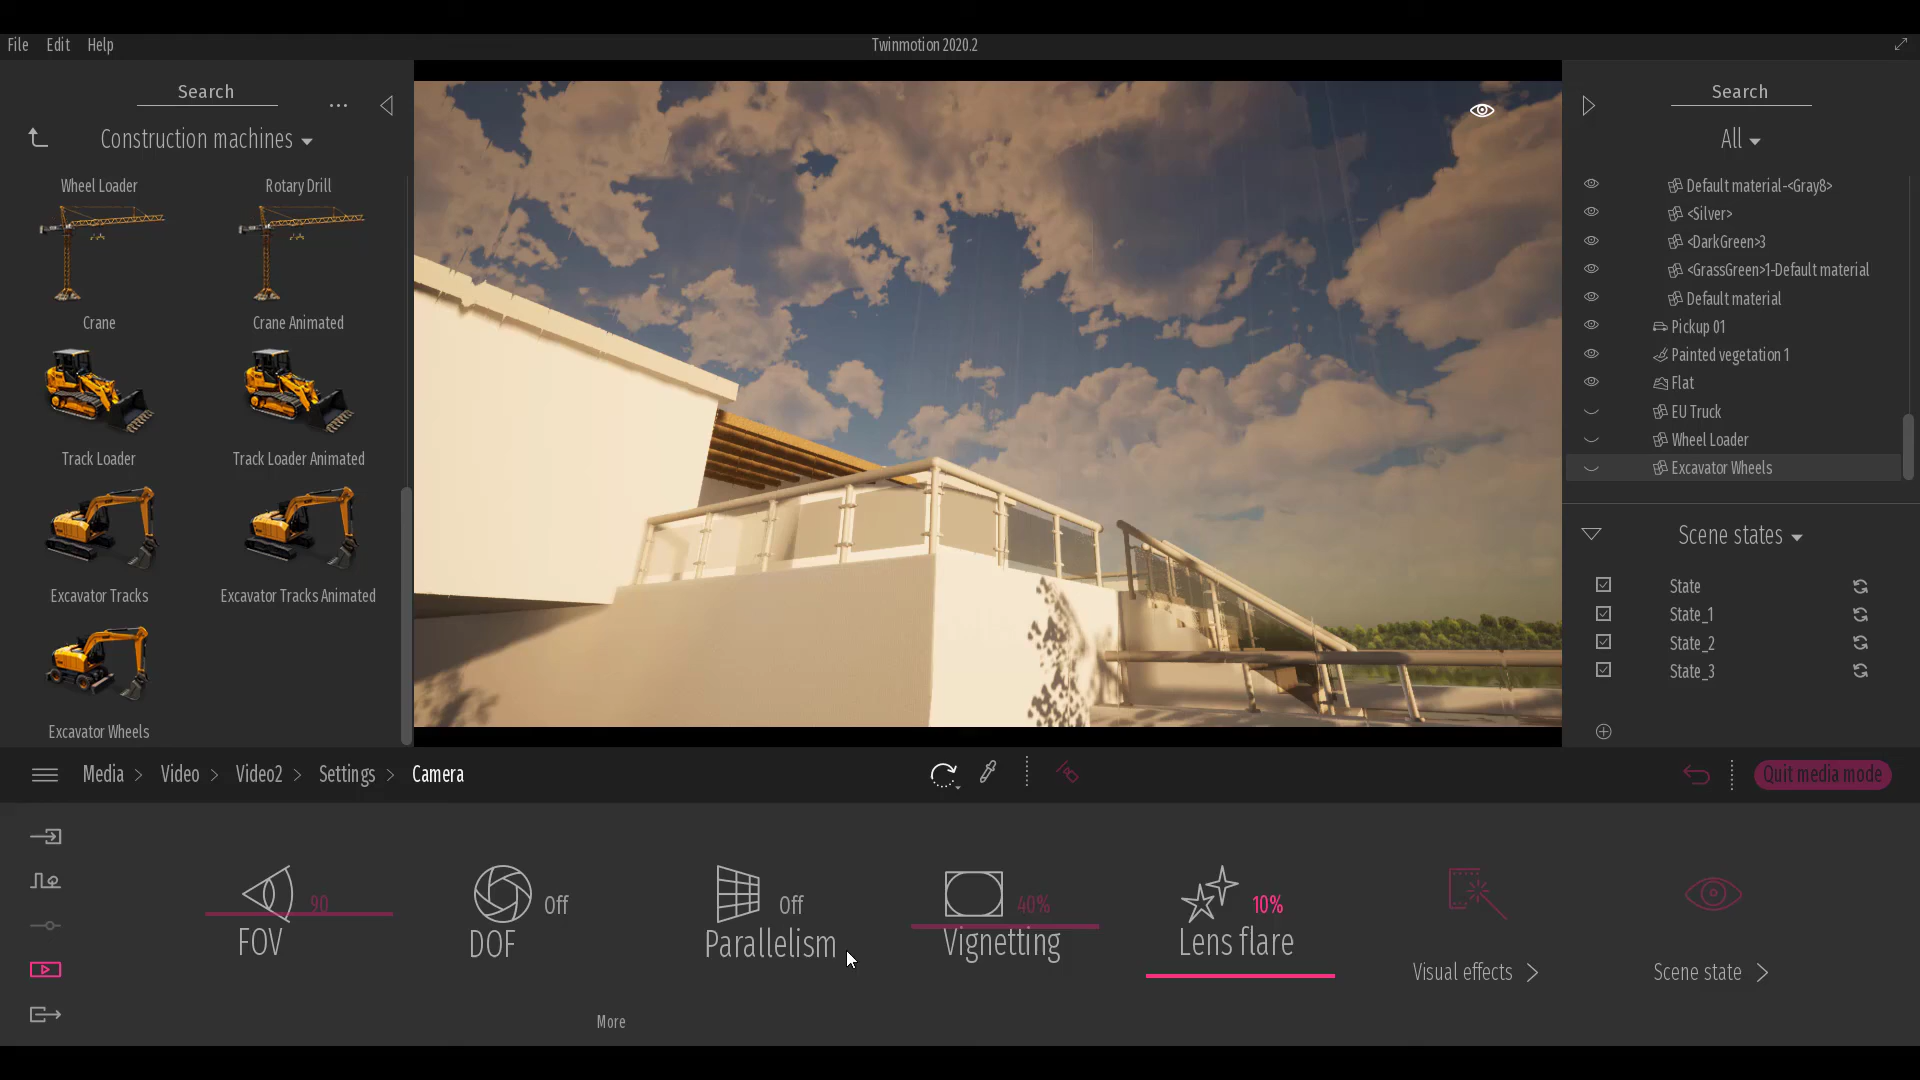 File Edit Help
Twinmotion 2020.2
Search
...
Construction machines
Wheel Loader
Rotary Drill
Crane
Crane Animated
Track Loader
Track Loader Animated
Excavator Tracks
Excavator Tracks Animated
Excavator Wheels
Search
All
Default material-<Gray8>
<Silver>
<DarkGreen>3
<GrassGreen>1-Default material
Default material
Pickup 01
Painted vegetation 1
Flat
EU Truck
Wheel Loader
Excavator Wheels
Scene states
State
State_1
State_2
State_3
Media > Video > Video2 > Settings > Camera
Quit media mode
90
FOV
Off
DOF
Off
Parallelism
40%
Vignetting
10%
Lens flare
Visual effects >
Scene state >
More